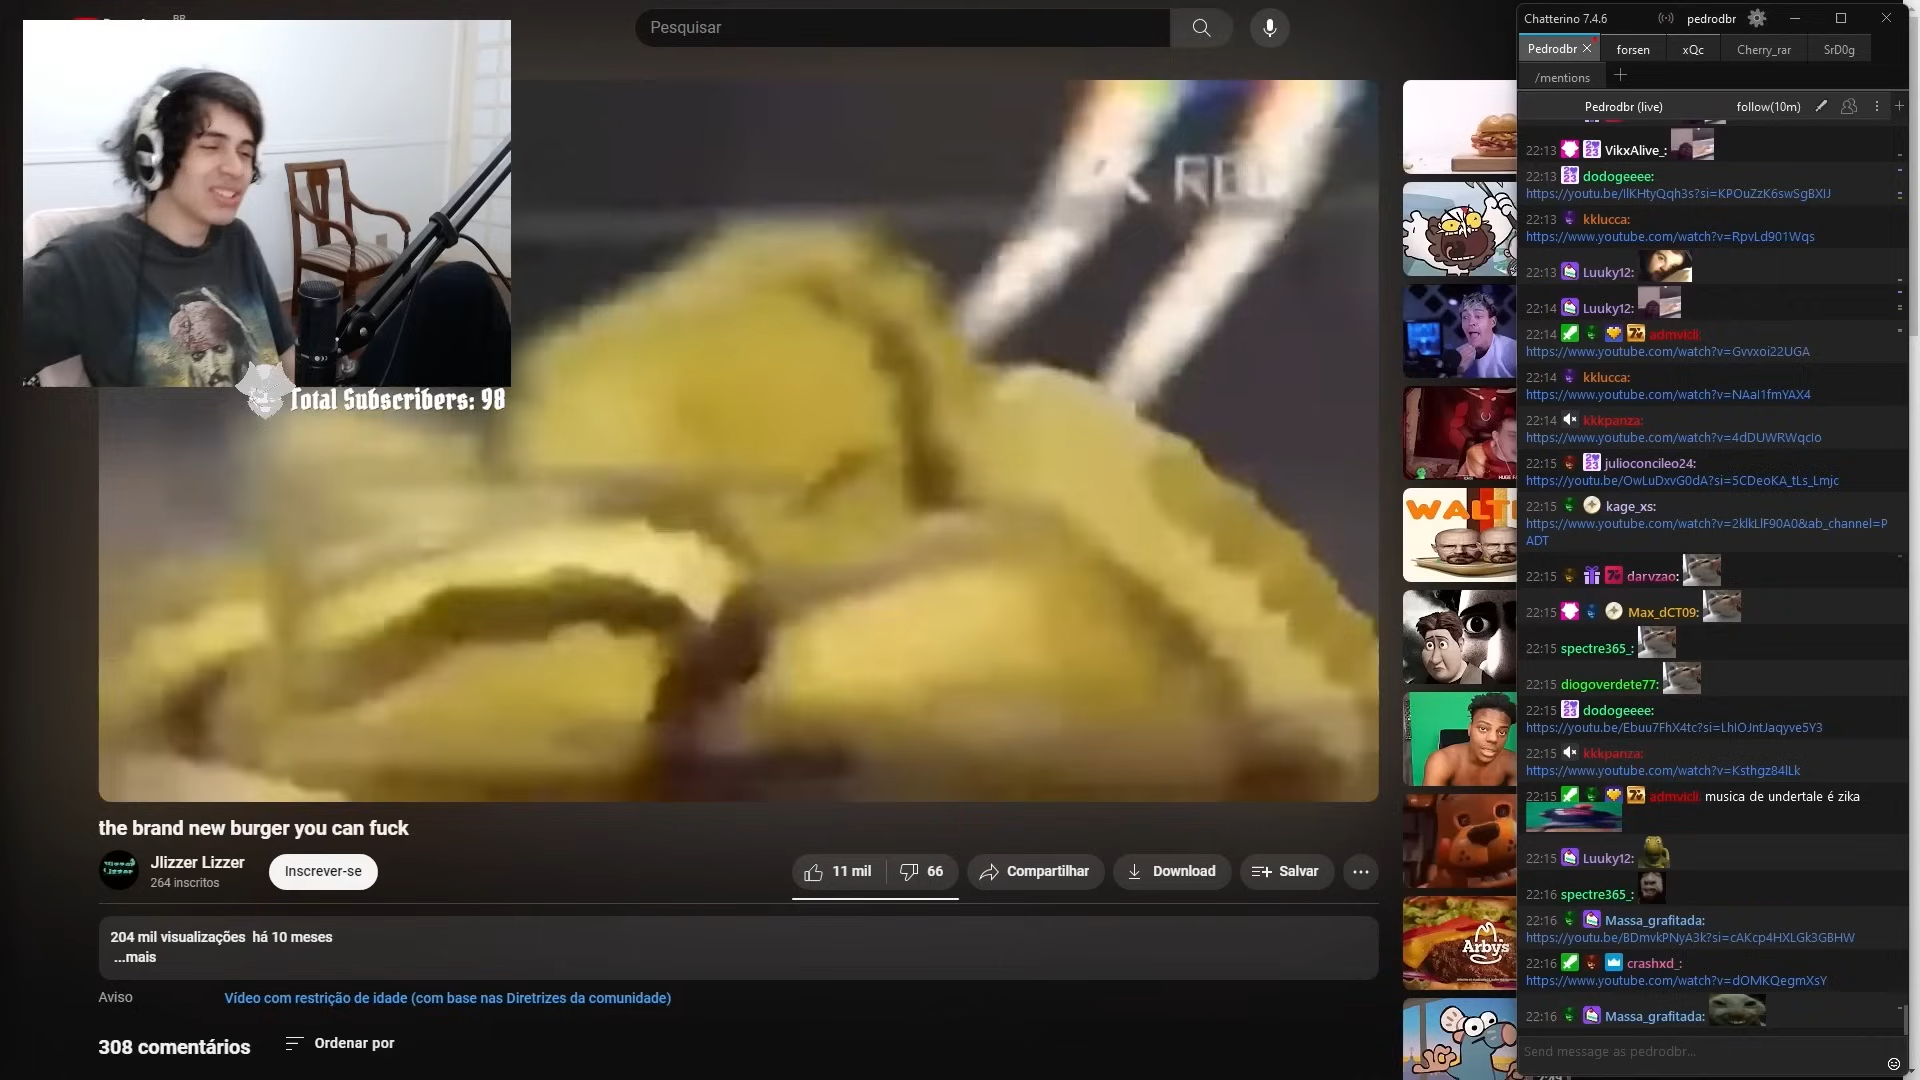 BR
Pesquisar
Total Subscribers: 98
the brand new burger you can fuck
Jlizzer Lizzer
264 inscritos
Inscrever-se
11 mil
66
Compartilhar
Download
Salvar
204 mil visualizações há 10 meses
...mais
Aviso
Vídeo com restrição de idade (com base nas Diretrizes da comunidade)
308 comentários
Ordenar por
Arby's
Chatterino 7.4.6
pedrodbr
Pedrodbr
forsen
xQc
Cherry_rar
SrD0g
/mentions
Pedrodbr (live)
follow(10m)
22:13 VikxAlive_:
22:13 dodogeeee:
https://youtu.be/IlKHtyQqh3s?si=KPOuZzK6swSgBXlJ
22:13 kklucca:
https://www.youtube.com/watch?v=RpvLd901Wqs
22:13 Luuky12:
22:14 Luuky12:
22:14 admvicii:
https://www.youtube.com/watch?v=Gvvxoi22UGA
22:14 kklucca:
https://www.youtube.com/watch?v=NAaI1fmYAX4
22:14 kkkpanza:
https://www.youtube.com/watch?v=4dDUWRWqcIo
22:15 julioconcileo24:
https://youtu.be/OwLuDxvG0dA?si=5CDeoKA_tLs_Lmjc
22:15 kage_xs:
https://www.youtube.com/watch?v=2klkLlF90A0&ab_channel=P
ADT
22:15 darvzao:
22:15 Max_dCT09:
22:15 spectre365_:
22:15 diogoverdete77:
22:15 dodogeeee:
https://youtu.be/Ebuu7FhX4tc?si=LhIOJntJaqyve5Y3
22:15 kkkpanza:
https://www.youtube.com/watch?v=Ksthgz84lLk
22:15 admvicii: musica de undertale é zika
22:15 Luuky12:
22:16 spectre365_:
22:16 Massa_grafitada:
https://youtu.be/BDmvkPNyA3k?si=cAKcp4HXLGk3GBHW
22:16 crashxd_:
https://www.youtube.com/watch?v=dOMKQegmXsY
22:16 Massa_grafitada:
Send message as pedrodbr...